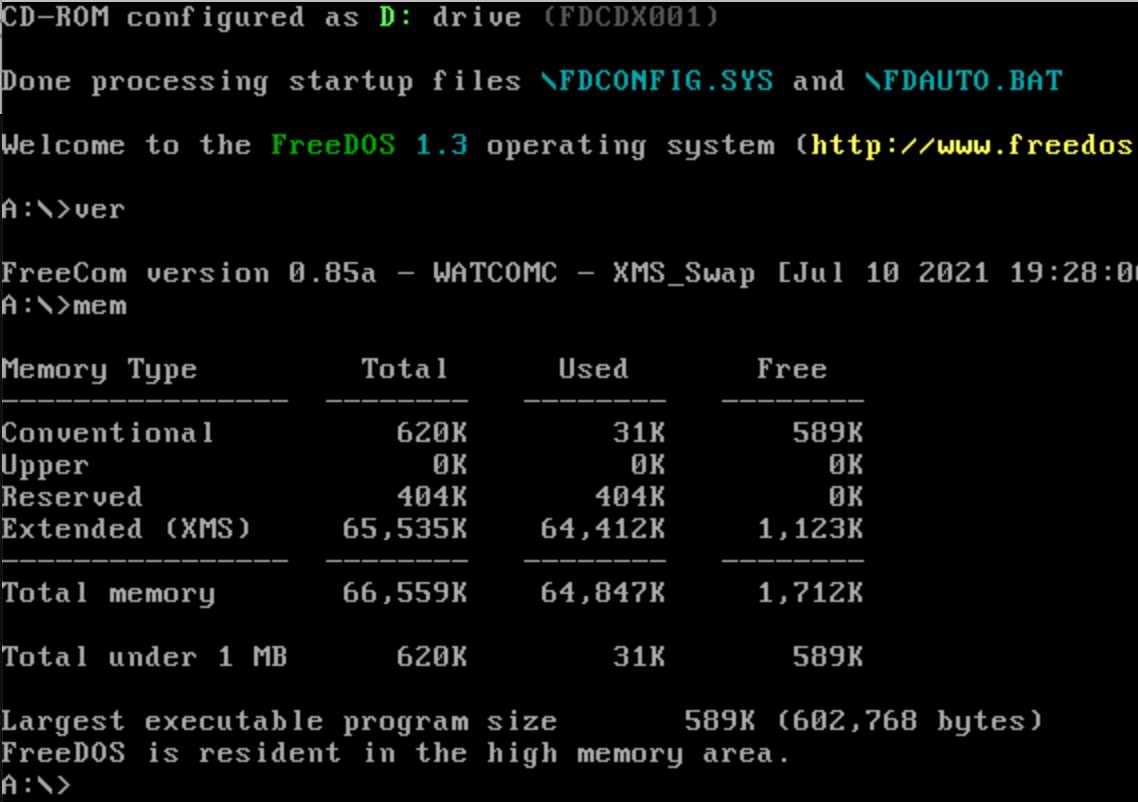 CD-ROM configured as D: drive (FDCDX001)
Done processing startup files \FDCONFIG.SYS and \FDAUTO.BAT
Welcome to the FreeDOS 1.3 operating system (http://www.freedos
A:\>ver
FreeCom version 0.85a - WATCOMC - XMS_Swap [Jul 10 2021 19:28:0
A:\>mem
Memory Type Total Used Free
---------------- -------- -------- --------
Conventional 620K 31K 589K
Upper 0K 0K 0K
Reserved 404K 404K 0K
Extended (XMS) 65,535K 64,412K 1,123K
---------------- -------- -------- --------
Total memory 66,559K 64,847K 1,712K
Total under 1 MB 620K 31K 589K
Largest executable program size 589K (602,768 bytes)
FreeDOS is resident in the high memory area.
A:\>